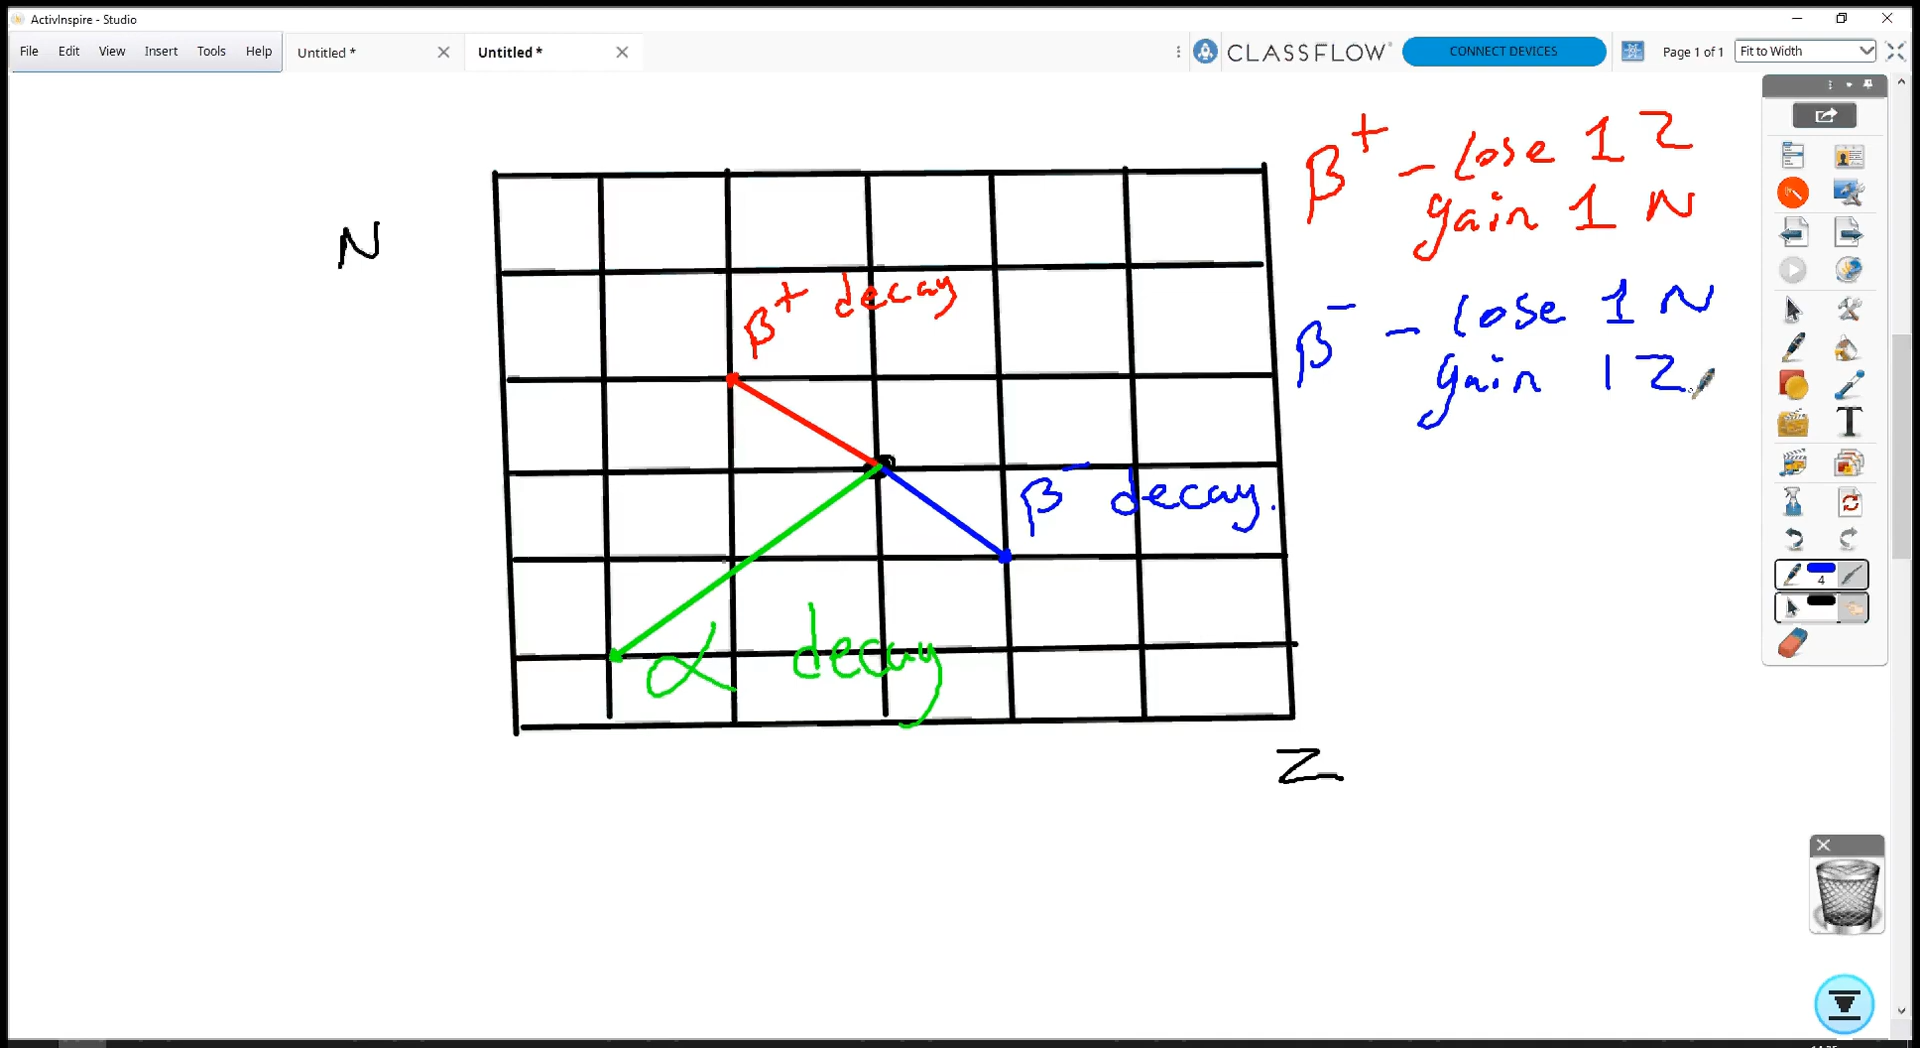 ActivInspire - Studio
File Edit View Insert Tools Help
Untitled *
Untitled *
CLASSFLOW
CONNECT DEVICES
Page 1 of 1
Fit to Width
N
β+ decay
β- decay.
α decay
Z
β+ - lose 1 Z
gain 1 N
β- - lose 1 N
gain 1 Z
T
4